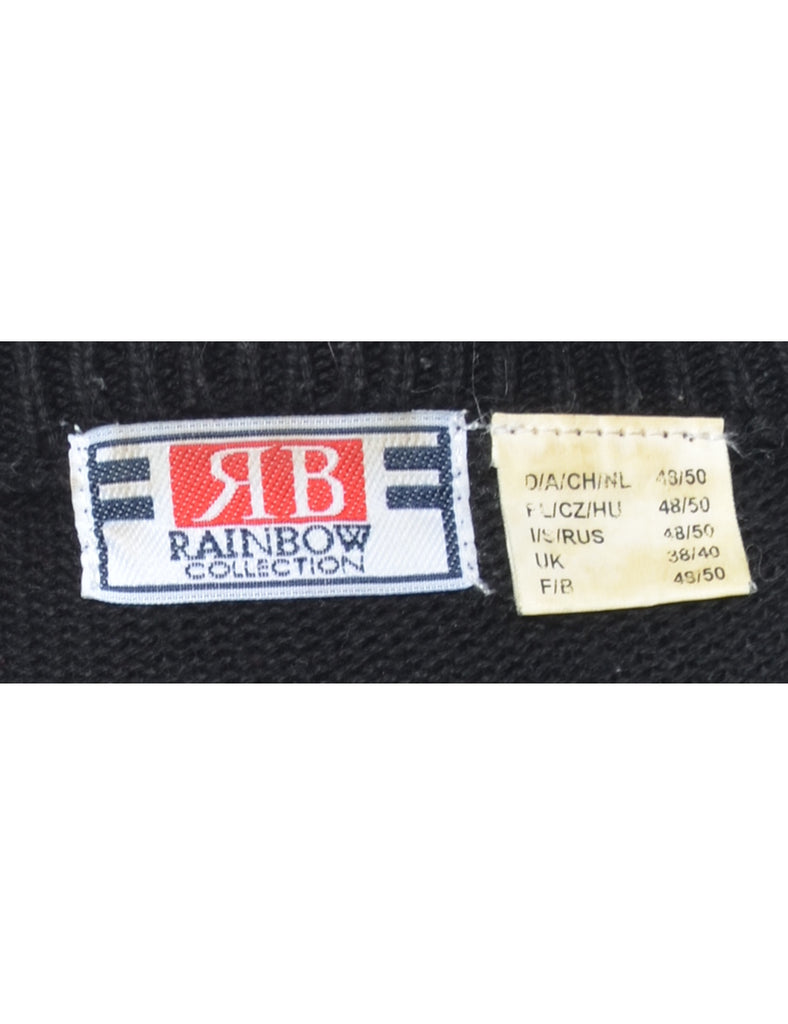 RB
RAINBOW
COLLECTION
D/A/CH/NL 48/50
PL/CZ/HU 48/50
I/S/RUS 48/50
UK 38/40
F/B 48/50